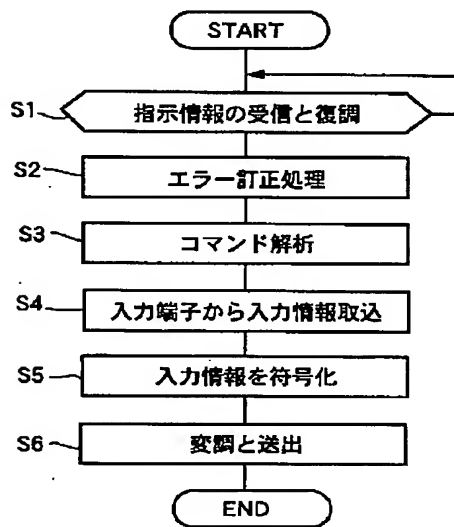 START
S1 指示情報の受信と復調
S2 エラー訂正処理
S3 コマンド解析
S4 入力端子から入力情報取込
S5 入力情報を符号化
S6 変調と送出
END